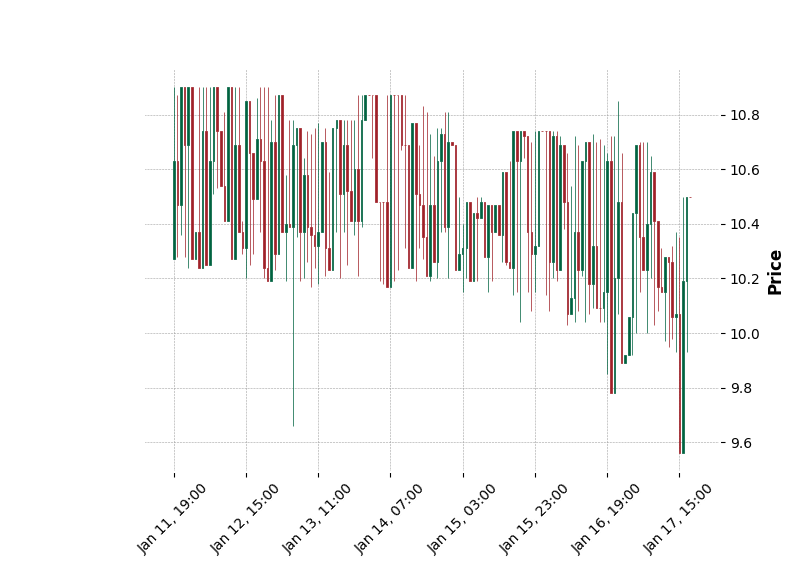 10.8
10.6
10.4
10.2
10.0
9.8
9.6
Price
Jan 11, 19:00
Jan 12, 15:00
Jan 13, 11:00
Jan 14, 07:00
Jan 15, 03:00
Jan 15, 23:00
Jan 16, 19:00
Jan 17, 15:00